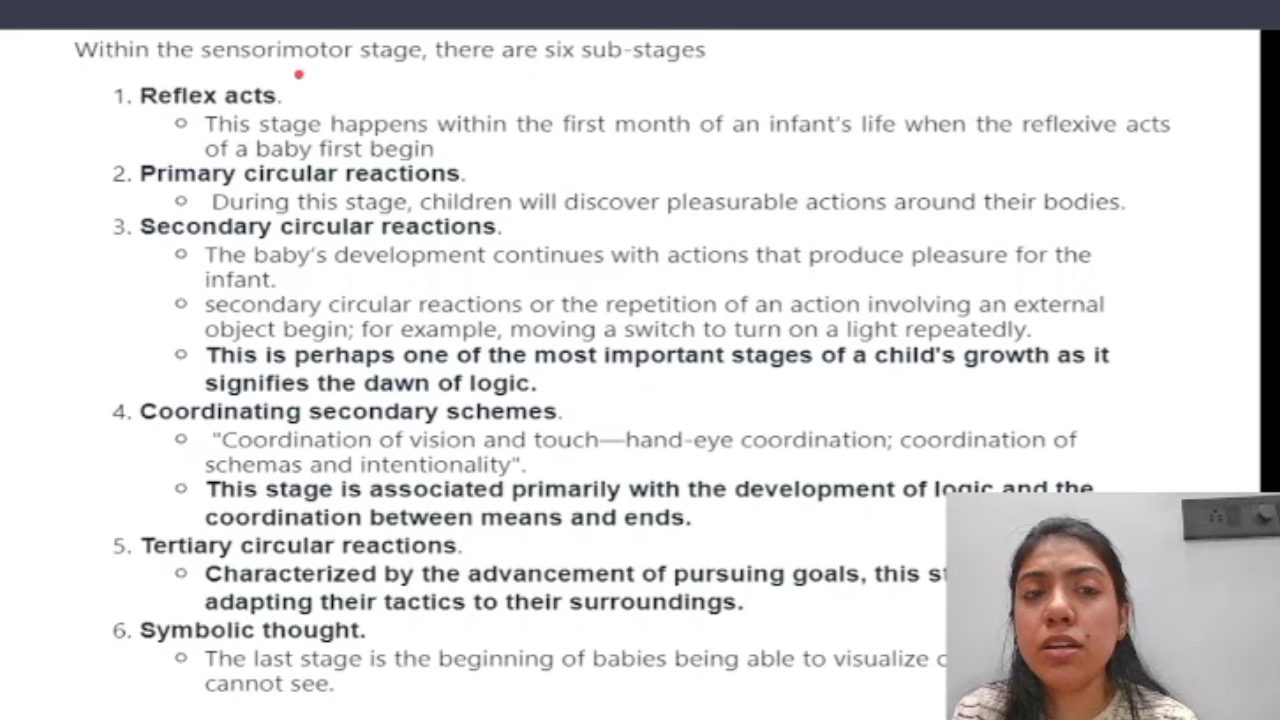 Within the sensorimotor stage, there are six sub-stages
1. Reflex acts.
○ This stage happens within the first month of an infant's life when the reflexive acts
of a baby first begin
2. Primary circular reactions.
○ During this stage, children will discover pleasurable actions around their bodies.
3. Secondary circular reactions.
○ The baby's development continues with actions that produce pleasure for the
infant.
○ secondary circular reactions or the repetition of an action involving an external
object begin; for example, moving a switch to turn on a light repeatedly.
○ This is perhaps one of the most important stages of a child's growth as it
signifies the dawn of logic.
4. Coordinating secondary schemes.
○ "Coordination of vision and touch—hand-eye coordination; coordination of
schemas and intentionality".
○ This stage is associated primarily with the development of logic and the
coordination between means and ends.
5. Tertiary circular reactions.
○ Characterized by the advancement of pursuing goals, this
adapting their tactics to their surroundings.
6. Symbolic thought.
○ The last stage is the beginning of babies being able to visualize
cannot see.